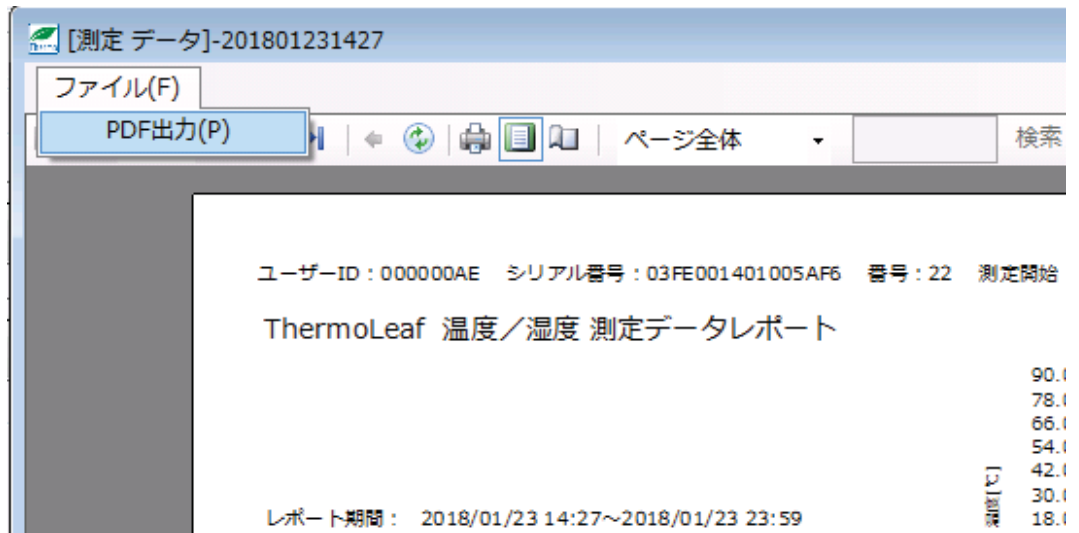 [測定 データ]-201801231427
ファイル(F)
PDF出力(P)
ページ全体
検索
ユーザーID：000000AE シリアル番号：03FE001401005AF6 番号：22 測定開始
ThermoLeaf 温度／湿度 測定データレポート
90.0
78.0
66.0
54.0
42.0
30.0
18.0
レポート期間： 2018/01/23 14:27～2018/01/23 23:59